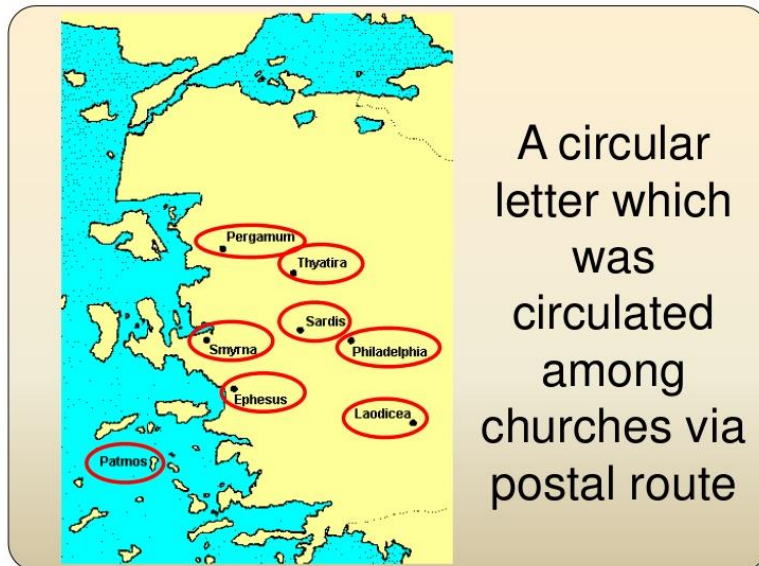 Pergamum
Thyatira
Sardis
Smyrna
Philadelphia
Ephesus
Laodicea
Patmos
A circular
letter which
was
circulated
among
churches via
postal route